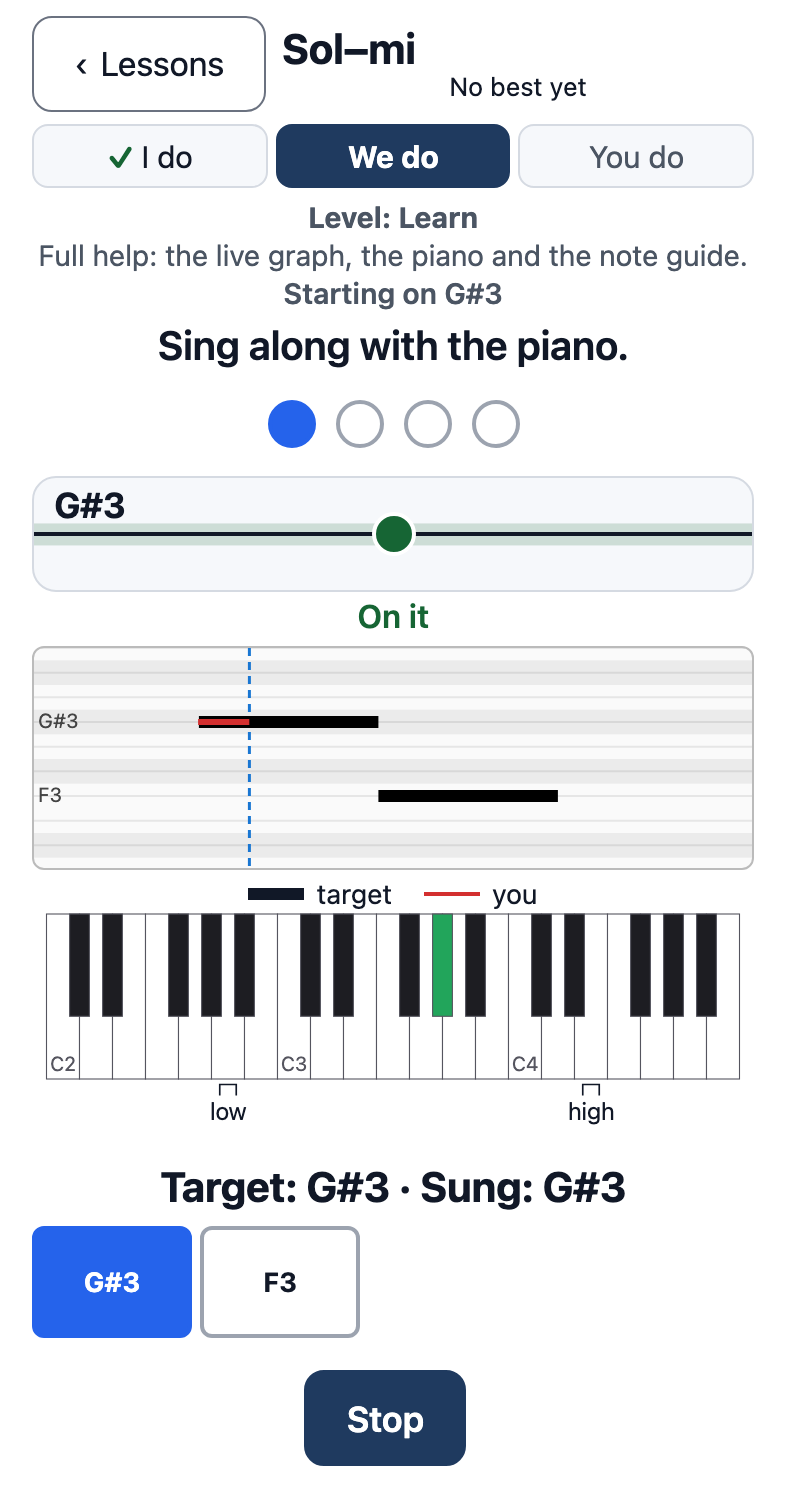 ‹ Lessons
Sol–mi
No best yet
I do
We do
You do
Level: Learn
Full help: the live graph, the piano and the note guide.
Starting on G#3
Sing along with the piano.
G#3
On it
G#3
F3
target
you
C2
C3
C4
low
high
Target: G#3 · Sung: G#3
G#3
F3
Stop